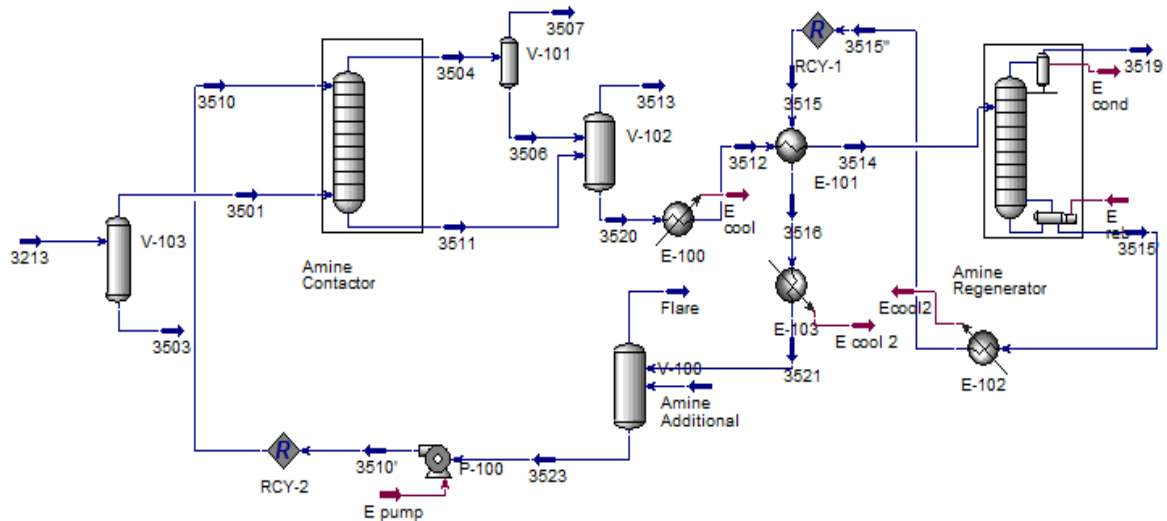 3507
V-101
3504
3510
3513
V-102
3506
3501
3511
3213
V-103
3503
Amine
Contactor
3520
E
cool
E-100
3512
RCY-1
3515"
3515
3514
E-101
3516
E-103
E cool 2
3521
3519
E
cond
E
reb
3515'
Amine
Regenerator
Ecool2
E-102
Flare
V-100
Amine
Additional
3523
P-100
3510'
E pump
RCY-2
R
R